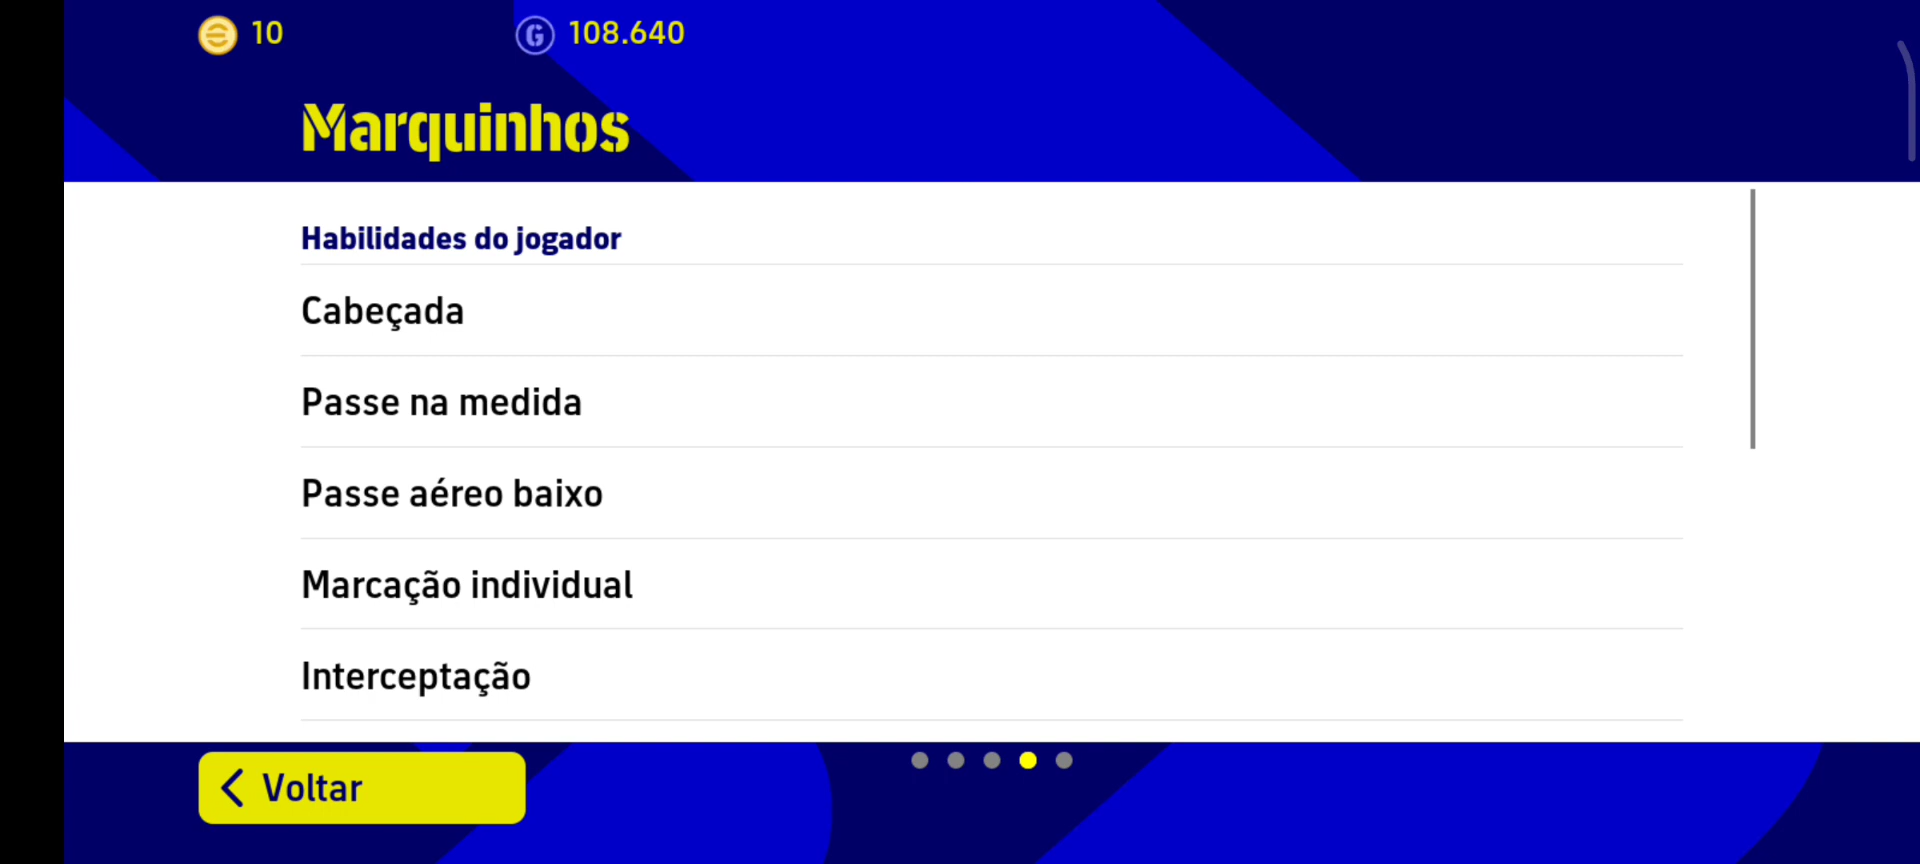 10
108.640
Marquinhos
Habilidades do jogador
Cabeçada
Passe na medida
Passe aéreo baixo
Marcação individual
Interceptação
Voltar